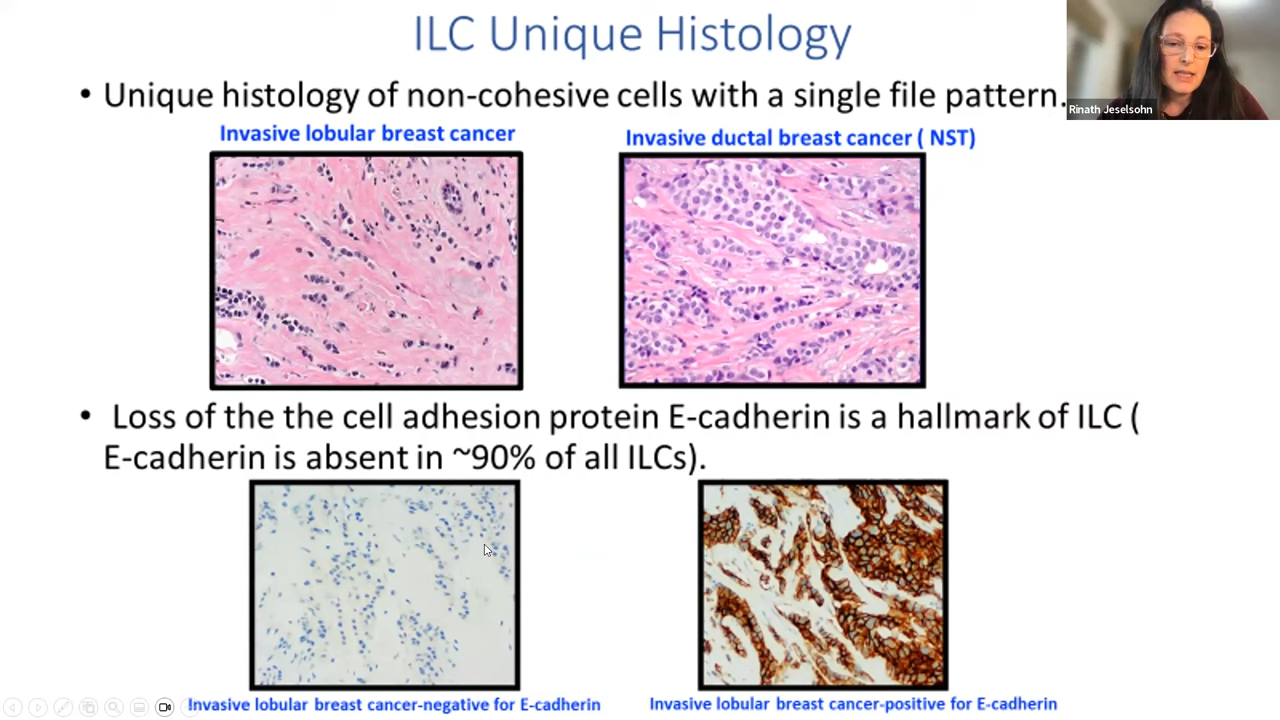 ILC Unique Histology
• Unique histology of non-cohesive cells with a single file pattern.
Rinath Jeselsohn
Invasive lobular breast cancer
Invasive ductal breast cancer ( NST)
• Loss of the the cell adhesion protein E-cadherin is a hallmark of ILC (
E-cadherin is absent in ~90% of all ILCs).
Invasive lobular breast cancer-negative for E-cadherin
Invasive lobular breast cancer-positive for E-cadherin